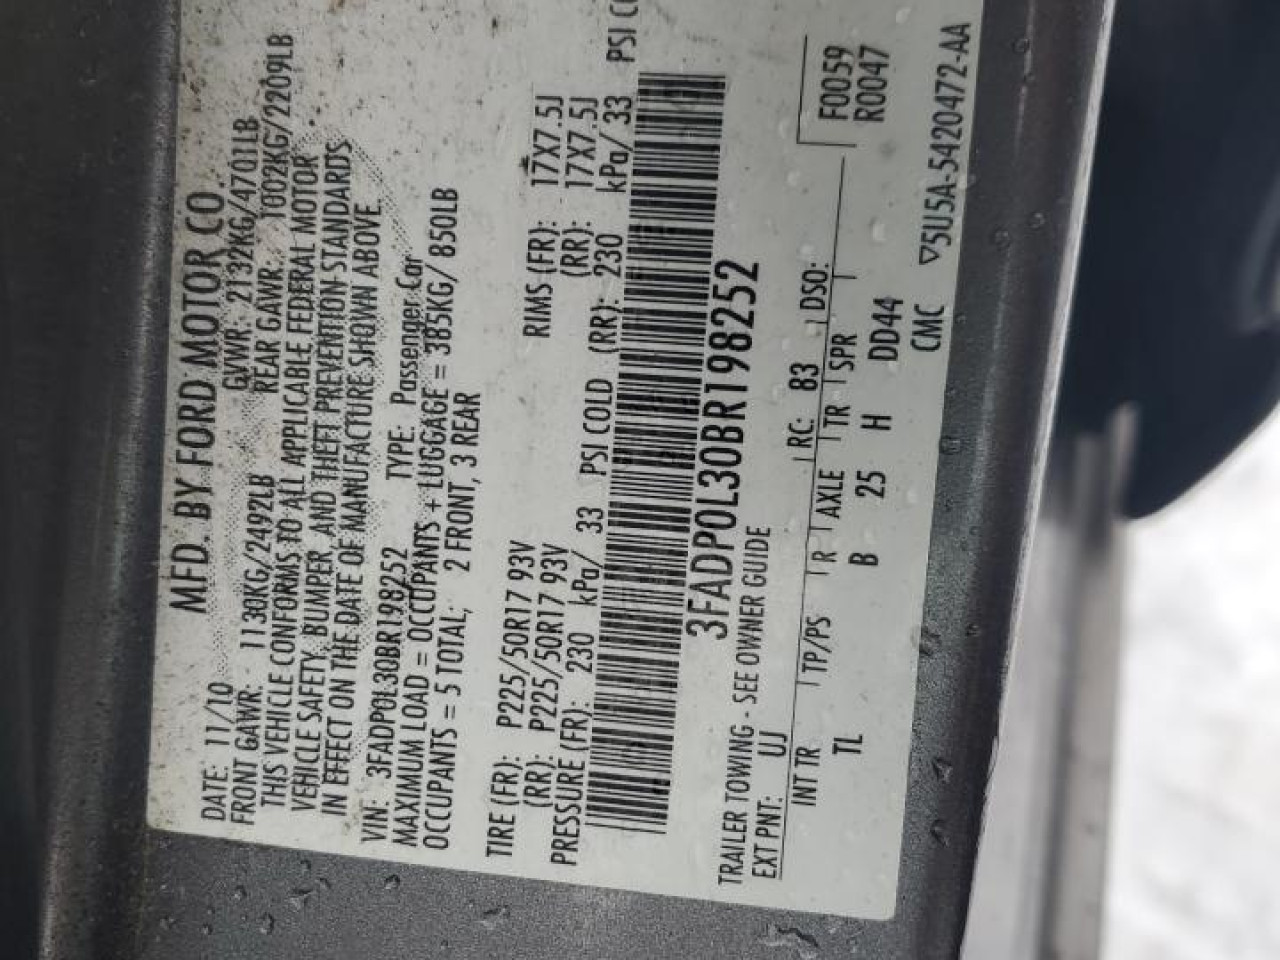 MFD. BY FORD MOTOR CO.
DATE: 11/10 GVWR: 2132KG/4701LB
FRONT GAWR: 1130KG/2492LB REAR GAWR: 1002KG/2209LB
THIS VEHICLE CONFORMS TO ALL APPLICABLE FEDERAL MOTOR
VEHICLE SAFETY, BUMPER, AND THEFT PREVENTION STANDARDS
IN EFFECT ON THE DATE OF MANUFACTURE SHOWN ABOVE.
VIN: 3FADP0L30BR198252 TYPE: Passenger Car
MAXIMUM LOAD = OCCUPANTS + LUGGAGE = 385KG/ 850LB
OCCUPANTS = 5 TOTAL; 2 FRONT, 3 REAR
TIRE (FR): P225/50R17 93V RIMS (FR): 17X7.5J
(RR): P225/50R17 93V (RR): 17X7.5J
PRESSURE (FR): 230 kPa/ 33 PSI COLD (RR): 230 kPa/ 33 PSI
3FADP0L30BR198252
TRAILER TOWING - SEE OWNER GUIDE
EXT PNT: UJ RC: 83 DSO: F0059
INT TR TP/PS R AXLE TR SPR R0047
TL B 25 H DD44
CMC ▽5U5A-5420472-AA